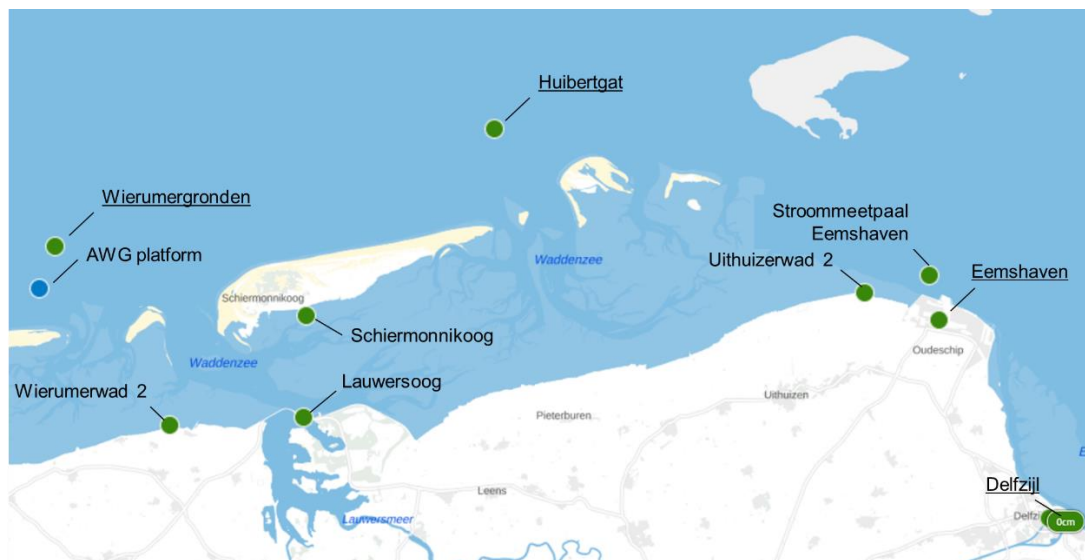 Huibertgat
Wierumergronden
AWG platform
Stroommeetpaal
Eemshaven
Uithuizerwad 2
Eemshaven
Waddenzee
Schiermonnikoog
Schiermonnikoog
Oudeschip
Waddenzee
Lauwersoog
Wierumerwad 2
Uithuizen
Pieterburen
Leens
Delfzijl
Lauwersmeer
0cm